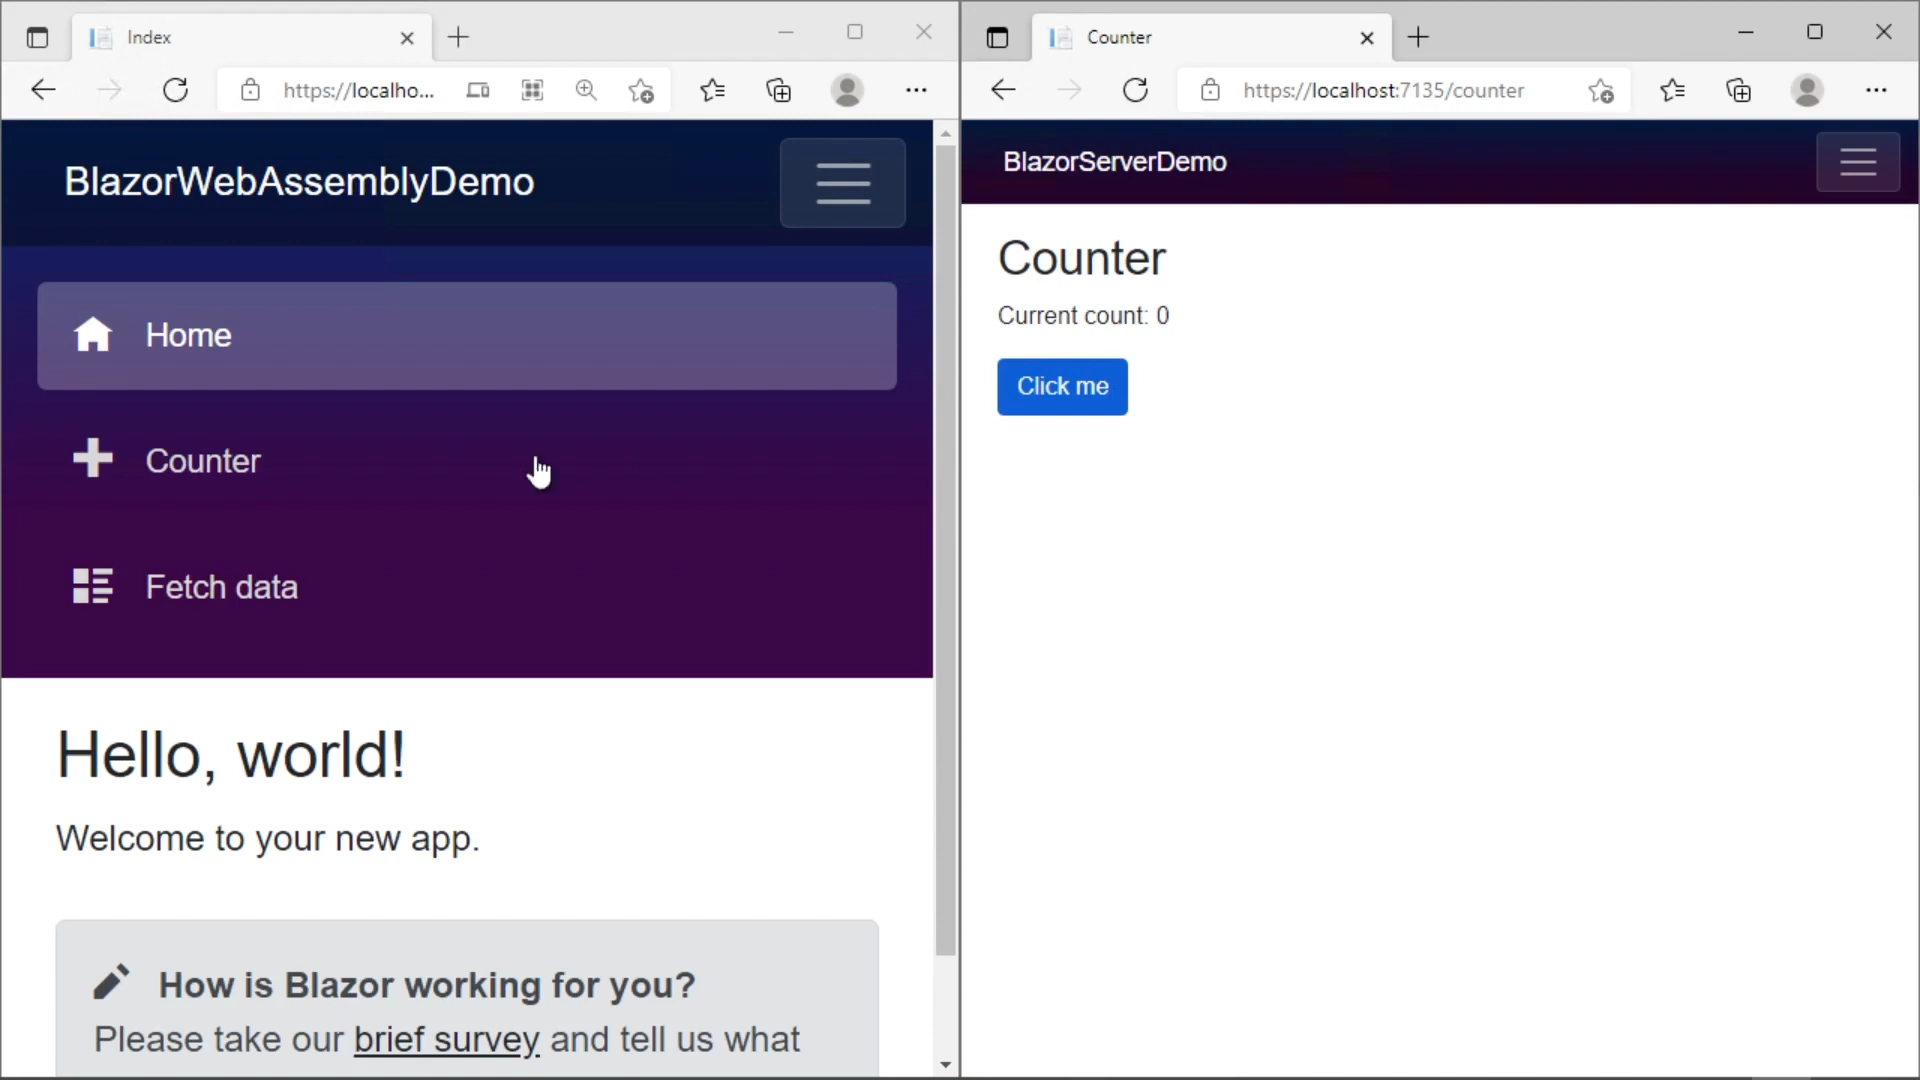 Index
https://localho...
BlazorWebAssemblyDemo
Home
Counter
Fetch data
Hello, world!
Welcome to your new app.
How is Blazor working for you?
Please take our brief survey and tell us what
Counter
https://localhost:7135/counter
BlazorServerDemo
Counter
Current count: 0
Click me